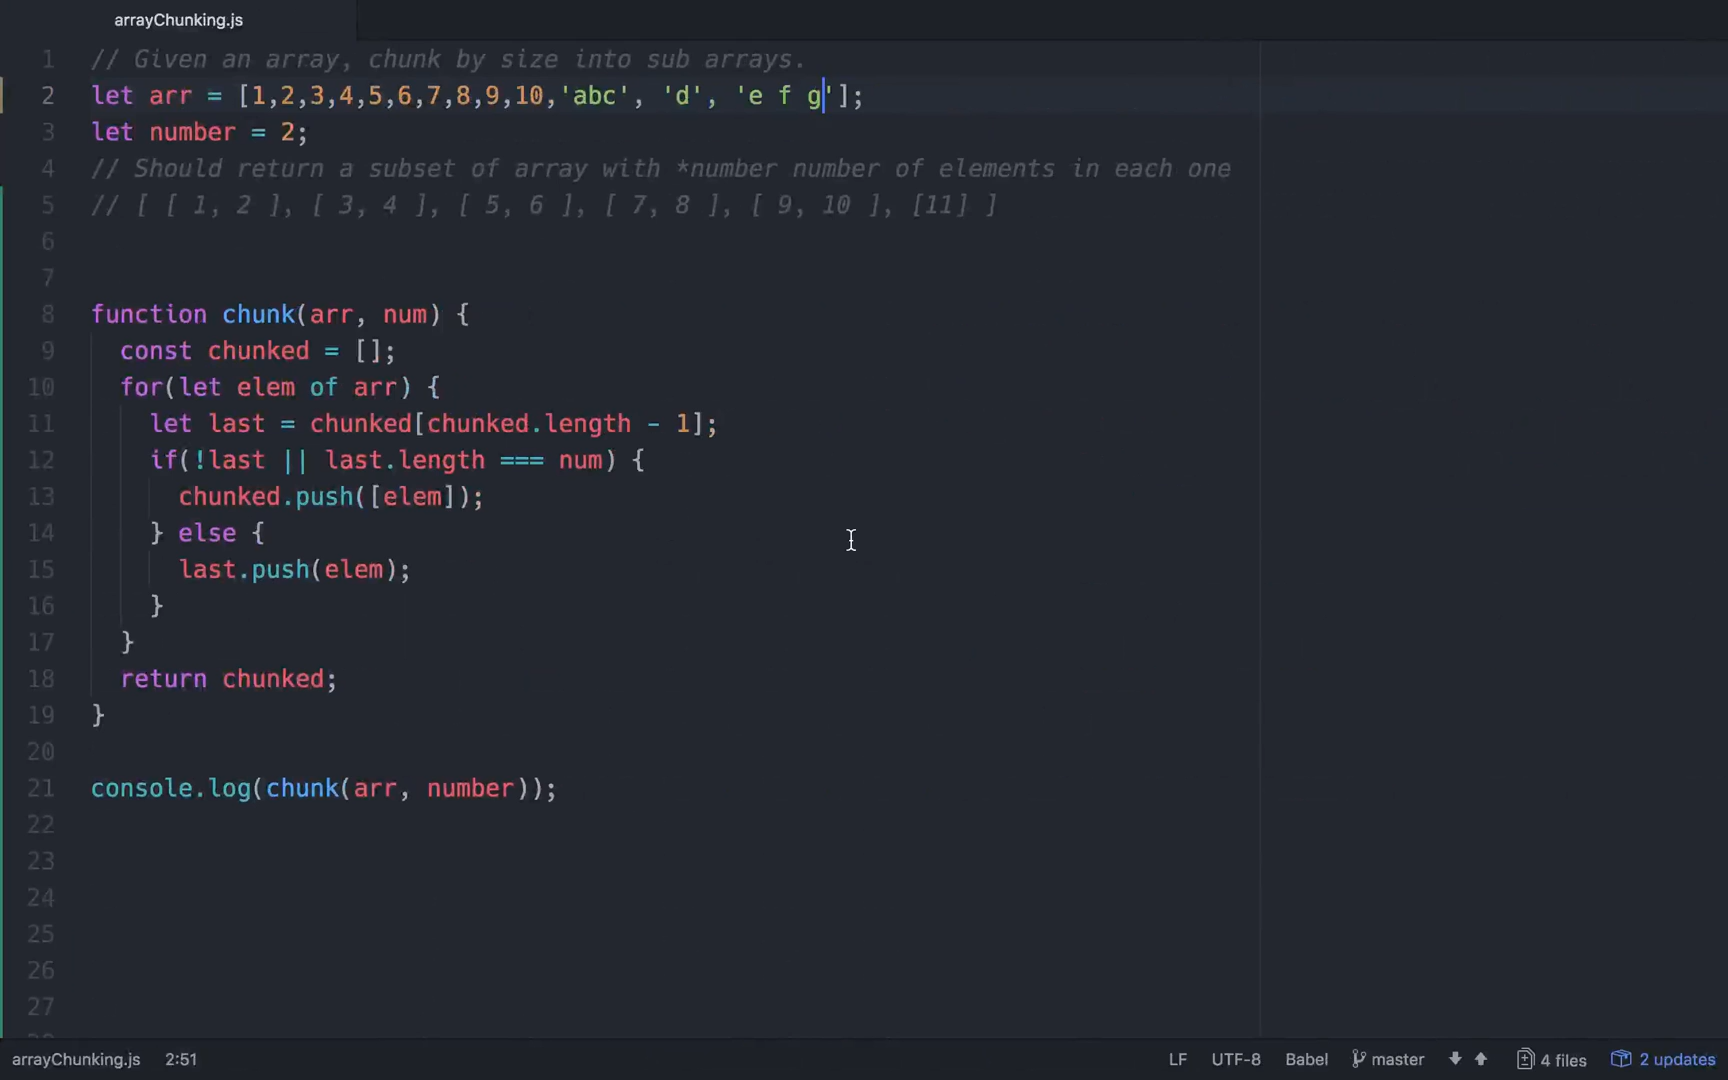 arrayChunking.js
1 // Given an array, chunk by size into sub arrays.
2 let arr = [1,2,3,4,5,6,7,8,9,10,'abc', 'd', 'e f g'];
3 let number = 2;
4 // Should return a subset of array with *number number of elements in each one
5 // [ [ 1, 2 ], [ 3, 4 ], [ 5, 6 ], [ 7, 8 ], [ 9, 10 ], [11] ]
6
7
8 function chunk(arr, num) {
9 const chunked = [];
10 for(let elem of arr) {
11 let last = chunked[chunked.length - 1];
12 if(!last || last.length === num) {
13 chunked.push([elem]);
14 } else {
15 last.push(elem);
16 }
17 }
18 return chunked;
19 }
20
21 console.log(chunk(arr, number));
22
23
24
25
26
27
arrayChunking.js 2:51 LF UTF-8 Babel master 4 files 2 updates